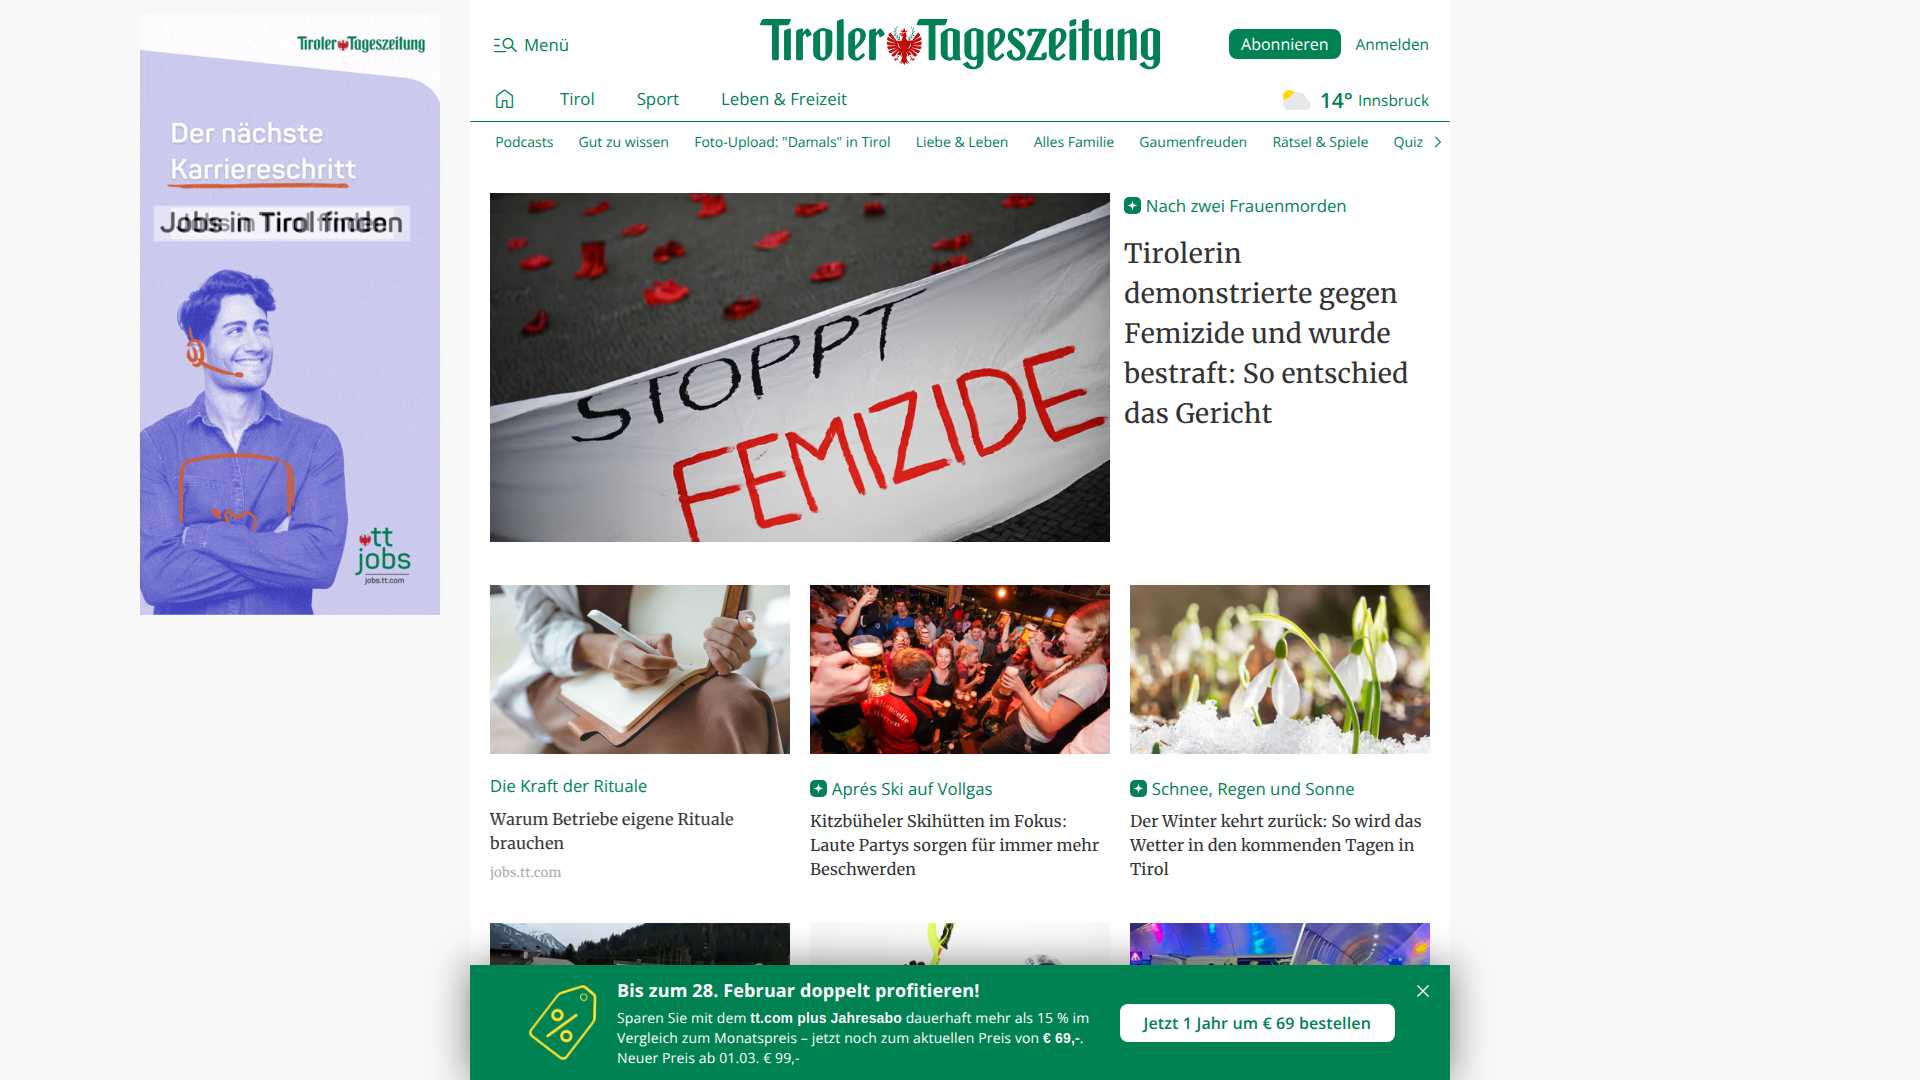 Tiroler Tageszeitung
Der nächste
Karriereschritt
Jobs in Tirol finden
tt
jobs
jobs.tt.com
Menü
Tiroler Tageszeitung
Abonnieren
Anmelden
Tirol
Sport
Leben & Freizeit
14° Innsbruck
Podcasts
Gut zu wissen
Foto-Upload: "Damals" in Tirol
Liebe & Leben
Alles Familie
Gaumenfreuden
Rätsel & Spiele
Quiz
STOPPT
FEMIZIDE
Nach zwei Frauenmorden
Tirolerin
demonstrierte gegen
Femizide und wurde
bestraft: So entschied
das Gericht
Die Kraft der Rituale
Warum Betriebe eigene Rituale
brauchen
jobs.tt.com
Aprés Ski auf Vollgas
Kitzbüheler Skihütten im Fokus:
Laute Partys sorgen für immer mehr
Beschwerden
Schnee, Regen und Sonne
Der Winter kehrt zurück: So wird das
Wetter in den kommenden Tagen in
Tirol
Bis zum 28. Februar doppelt profitieren!
Sparen Sie mit dem tt.com plus Jahresabo dauerhaft mehr als 15 % im
Vergleich zum Monatspreis – jetzt noch zum aktuellen Preis von € 69,-.
Neuer Preis ab 01.03. € 99,-
Jetzt 1 Jahr um € 69 bestellen